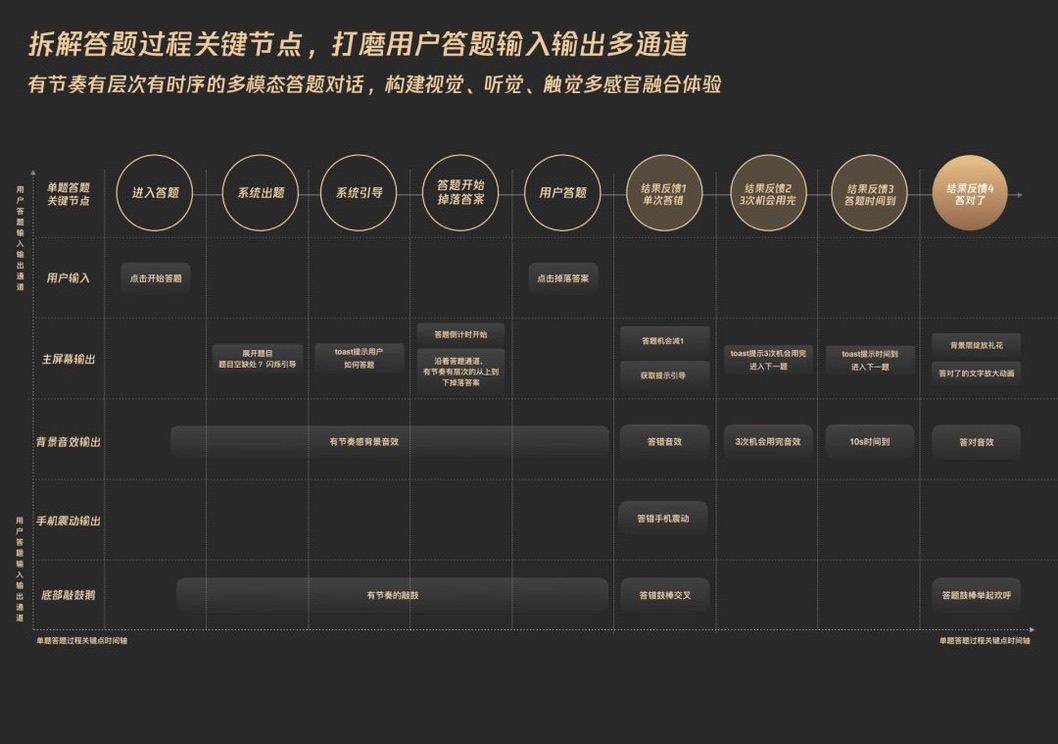 拆解答题过程关键节点，打磨用户答题输入输出多通道
有节奏有层次有时序的多模态答题对话，构建视觉、听觉、触觉多感官融合体验
用户答题输入输出通道
单题答题
关键节点
进入答题
系统出题
系统引导
答题开始
掉落答案
用户答题
结果反馈1
单次答错
结果反馈2
3次机会用完
结果反馈3
答题时间到
结果反馈4
答对了
用户输入
点击开始答题
点击掉落答案
主屏幕输出
展开题目
题目空缺处？闪烁引导
toast提示用户
如何答题
答题倒计时开始
沿着答题通道，
有节奏有层次的从上到
下掉落答案
答题机会减1
获取提示引导
toast提示3次机会用完
进入下一题
toast提示时间到
进入下一题
背景层绽放礼花
答对了的文字放大动画
背景音效输出
有节奏感背景音效
答错音效
3次机会用完音效
10s时间到
答对音效
手机震动输出
答错手机震动
用户答题输入输出通道
底部敲鼓鹅
有节奏的敲鼓
答错鼓棒交叉
答题鼓棒举起欢呼
单题答题过程关键点时间轴
单题答题过程关键点时间轴